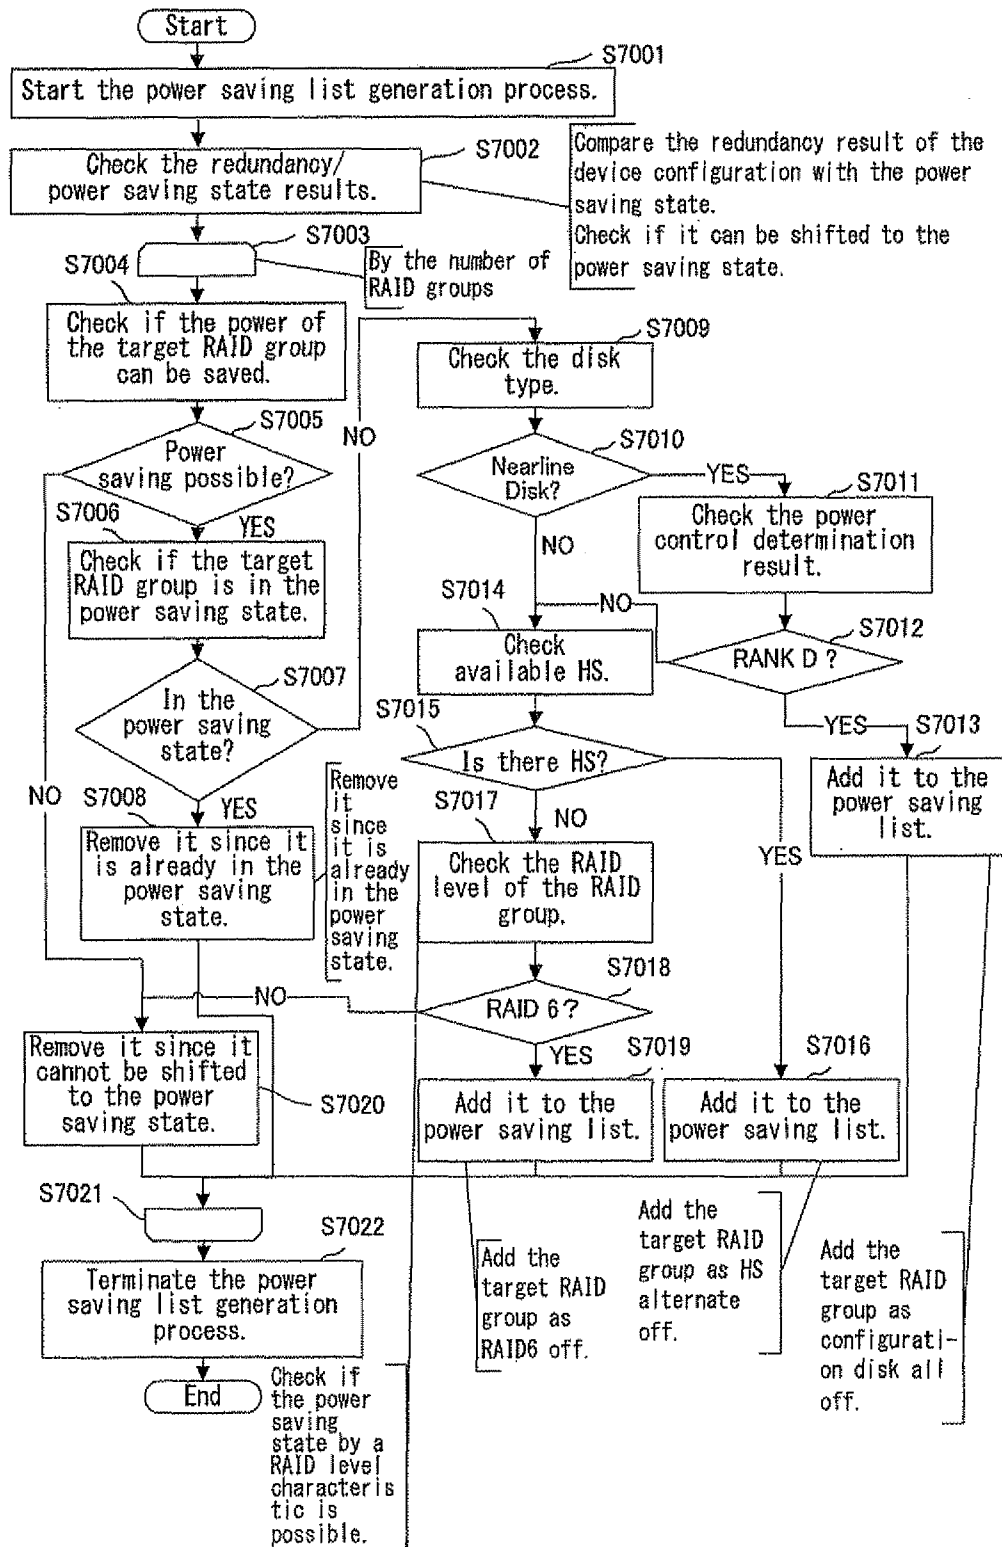 Start
S7001
Start the power saving list generation process.
S7002
Check the redundancy/
power saving state results.
Compare the redundancy result of the
device configuration with the power
saving state.
Check if it can be shifted to the
power saving state.
S7003
By the number of
RAID groups
S7004
Check if the power of
the target RAID group
can be saved.
S7005
Power
saving possible?
NO
YES
S7006
Check if the target
RAID group is in the
power saving state.
S7007
In the
power saving
state?
NO
YES
S7008
Remove it since it
is already in the
power saving
state.
Remove
it
since
it is
already
in the
power
saving
state.
S7009
Check the disk
type.
S7010
Nearline
Disk?
YES
NO
S7011
Check the power
control determination
result.
S7012
RANK D ?
NO
YES
S7013
Add it to the
power saving
list.
S7014
Check
available HS.
S7015
Is there HS?
NO
YES
S7017
Check the RAID
level of the RAID
group.
S7018
RAID 6?
NO
YES
S7019
Add it to the
power saving list.
S7016
Add it to the
power saving list.
Remove it since it
cannot be shifted
to the power
saving state.
S7020
S7021
S7022
Terminate the power
saving list generation
process.
End
Check if
the power
saving
state by a
RAID level
characteris
tic is
possible.
Add the
target RAID
group as
RAID6 off.
Add the
target RAID
group as HS
alternate
off.
Add the
target RAID
group as
configurati-
on disk all
off.